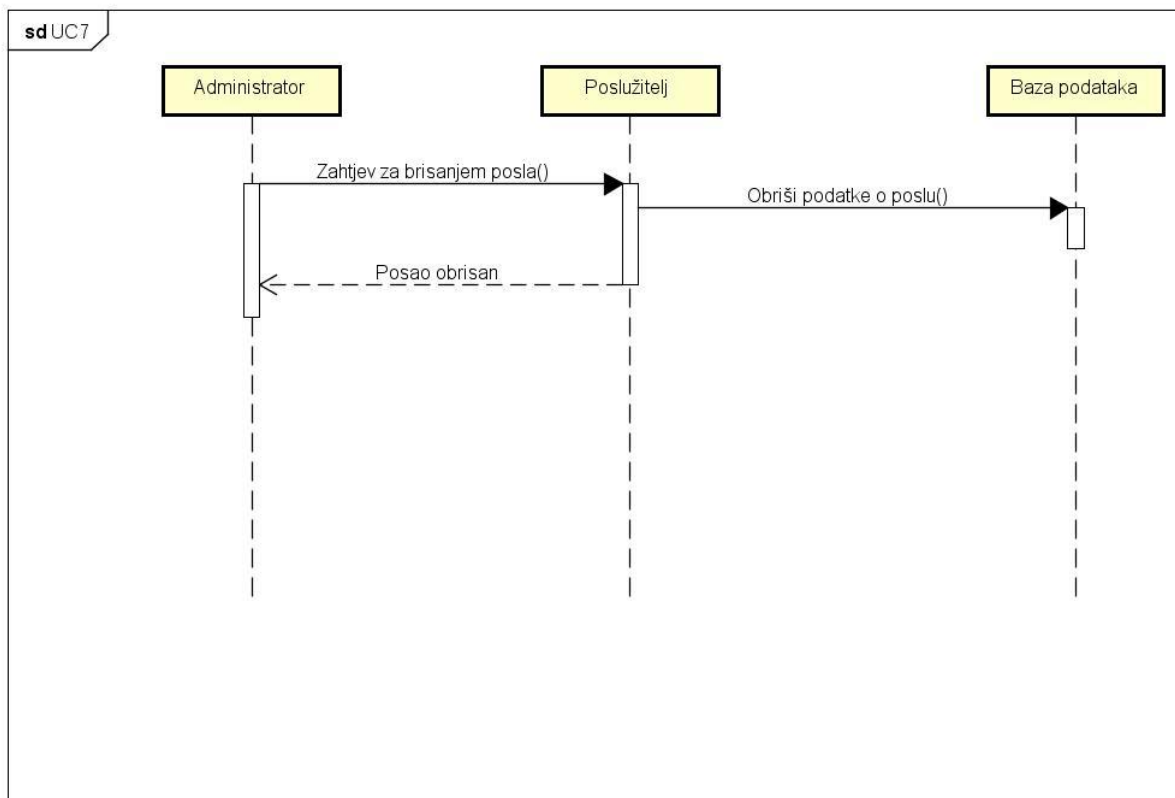 sd UC7
Administrator
Poslužitelj
Baza podataka
Zahtjev za brisanjem posla()
Obriši podatke o poslu()
Posao obrisan